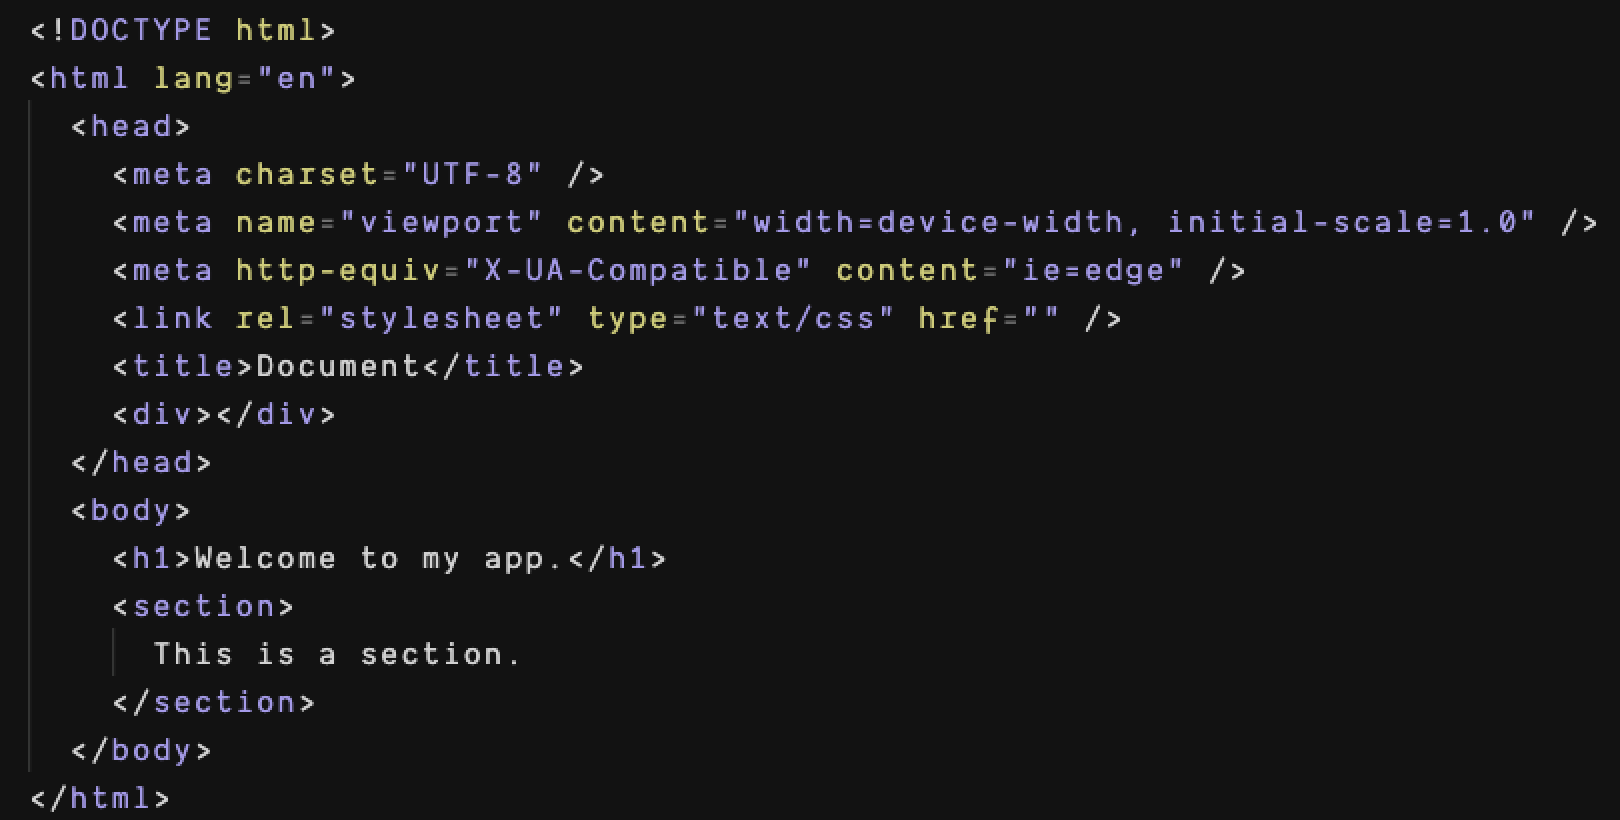 <!DOCTYPE html>
<html lang="en">
  <head>
    <meta charset="UTF-8" />
    <meta name="viewport" content="width=device-width, initial-scale=1.0" />
    <meta http-equiv="X-UA-Compatible" content="ie=edge" />
    <link rel="stylesheet" type="text/css" href="" />
    <title>Document</title>
    <div></div>
  </head>
  <body>
    <h1>Welcome to my app.</h1>
    <section>
      This is a section.
    </section>
  </body>
</html>